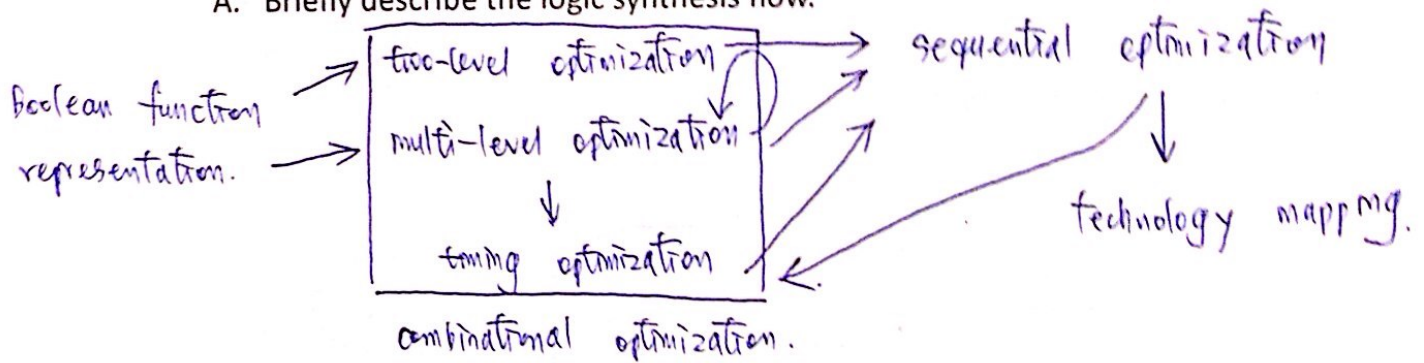 A. Briefly describe the logic synthesis flow.
two-level optimization
sequential optimization
Boolean function
representation.
multi-level optimization
timing optimization
technology mapping.
combinational optimization.